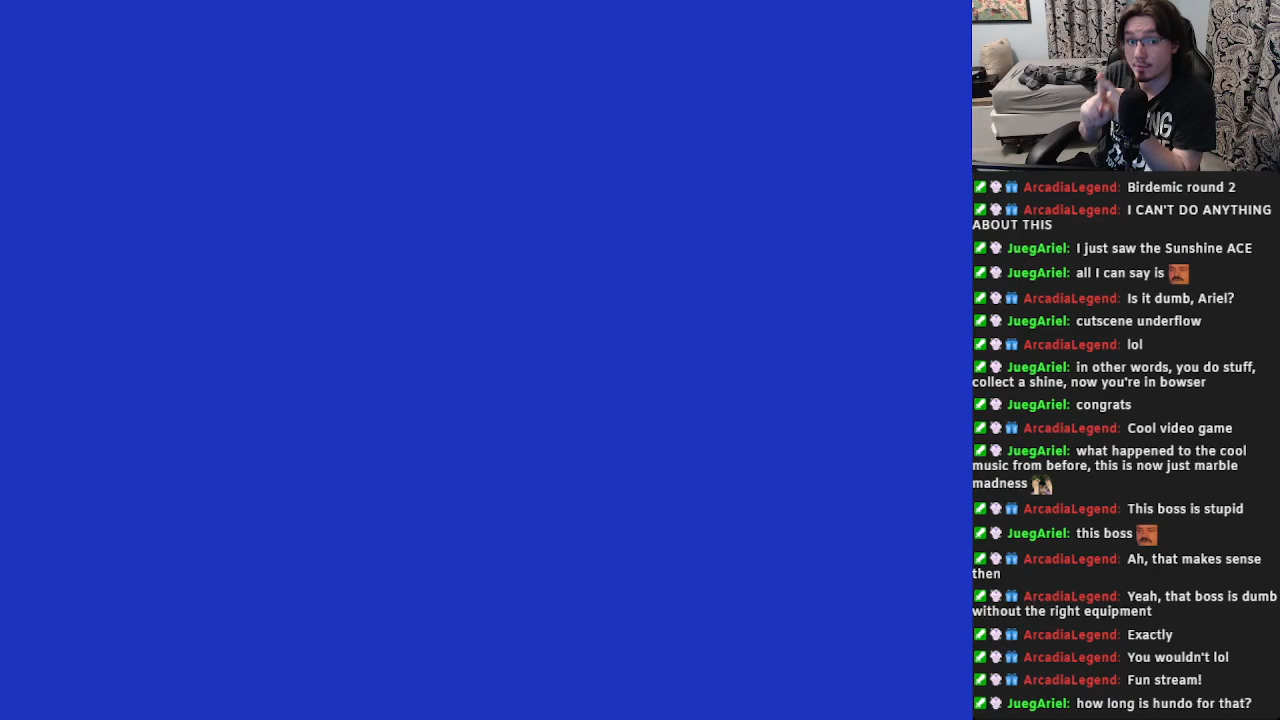 ArcadiaLegend: Birdemic round 2
ArcadiaLegend: I CAN'T DO ANYTHING
ABOUT THIS
JuegAriel: I just saw the Sunshine ACE
JuegAriel: all I can say is
ArcadiaLegend: Is it dumb, Ariel?
JuegAriel: cutscene underflow
ArcadiaLegend: lol
JuegAriel: in other words, you do stuff,
collect a shine, now you're in bowser
JuegAriel: congrats
ArcadiaLegend: Cool video game
JuegAriel: what happened to the cool
music from before, this is now just marble
madness
ArcadiaLegend: This boss is stupid
JuegAriel: this boss
ArcadiaLegend: Ah, that makes sense
then
ArcadiaLegend: Yeah, that boss is dumb
without the right equipment
ArcadiaLegend: Exactly
ArcadiaLegend: You wouldn't lol
ArcadiaLegend: Fun stream!
JuegAriel: how long is hundo for that?